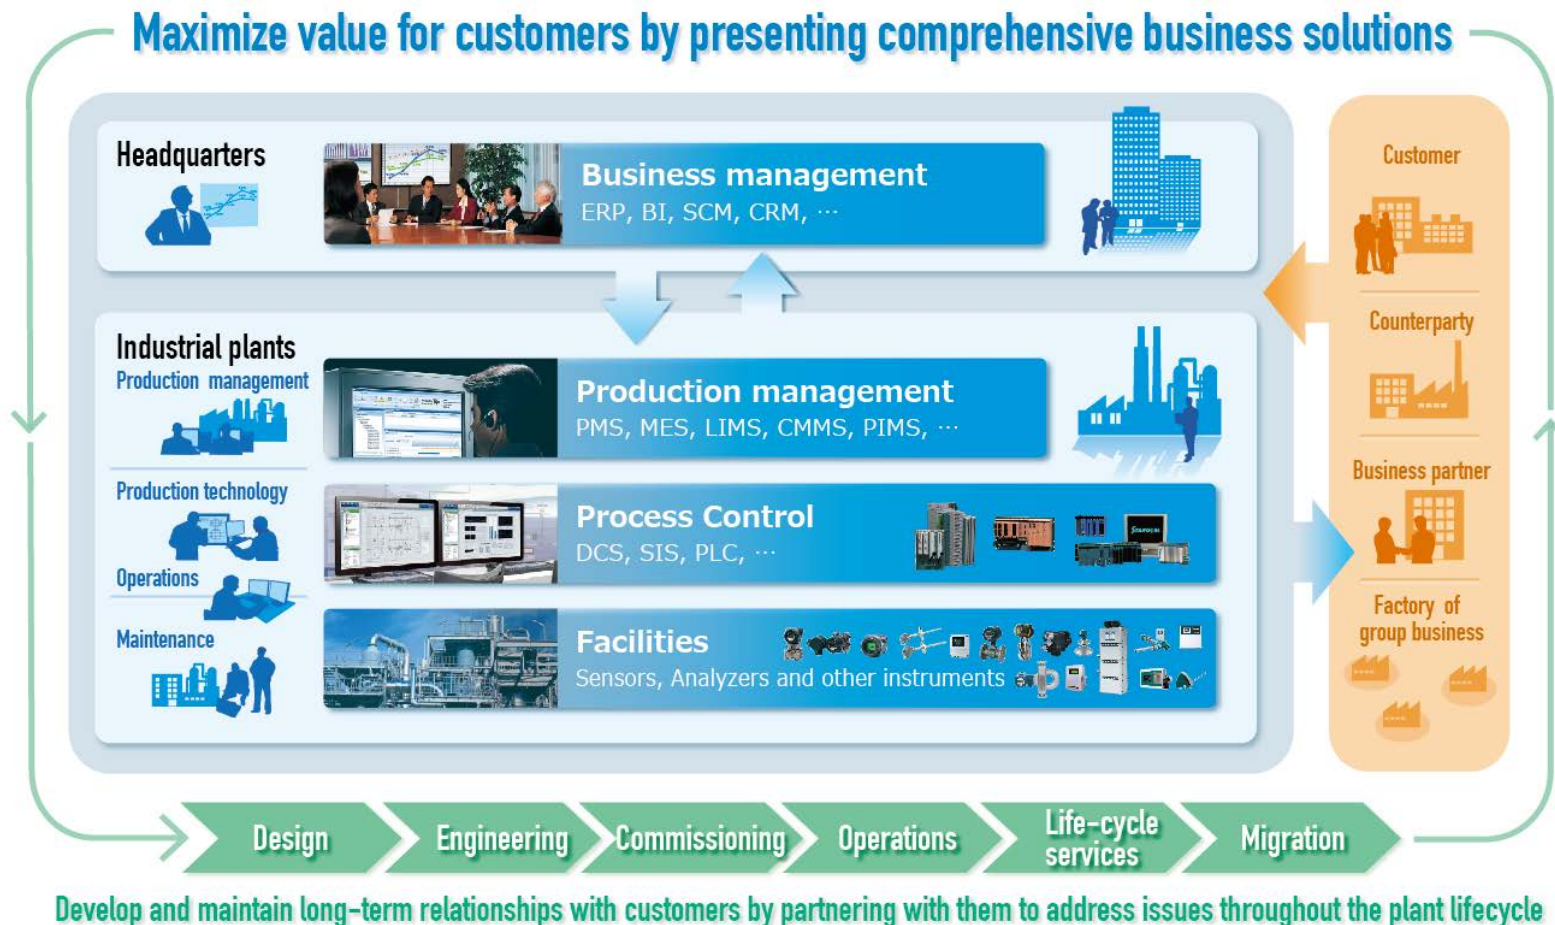 Maximize value for customers by presenting comprehensive business solutions
Headquarters
Business management
ERP, BI, SCM, CRM, ···
Industrial plants
Production management
Production management
PMS, MES, LIMS, CMMS, PIMS, ···
Production technology
Process Control
DCS, SIS, PLC, ···
Operations
Maintenance
Facilities
Sensors, Analyzers and other instruments
Customer
Counterparty
Business partner
Factory of
group business
Design
Engineering
Commissioning
Operations
Life-cycle
services
Migration
Develop and maintain long-term relationships with customers by partnering with them to address issues throughout the plant lifecycle